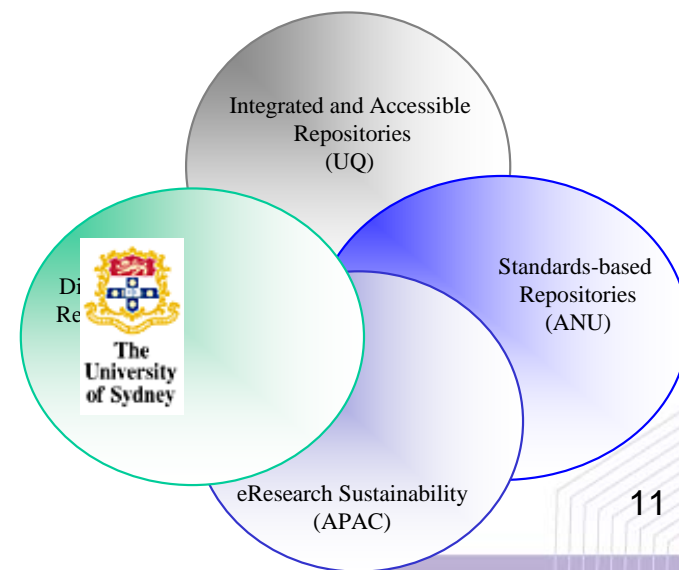 Integrated and Accessible
Repositories
(UQ)
Standards-based
Repositories
(ANU)
The
University
of Sydney
eResearch Sustainability
(APAC)
11